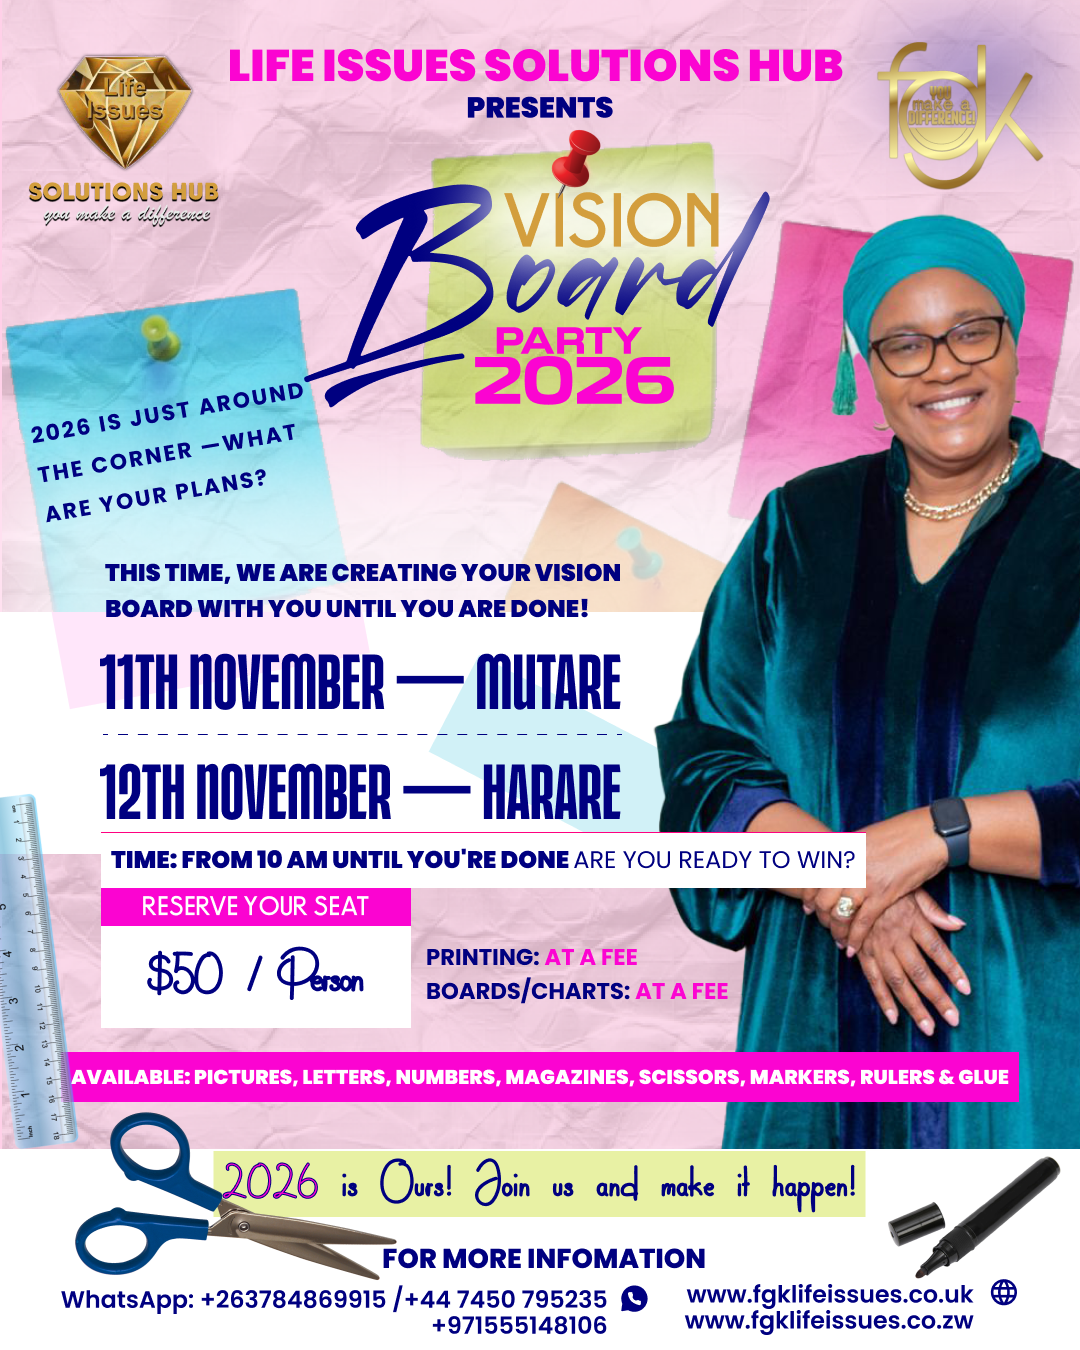 LIFE ISSUES SOLUTIONS HUB
PRESENTS
Life
Issues
SOLUTIONS HUB
you make a difference
fgk
YOU
make a
DIFFERENCE!
VISION
Board
PARTY
2026
2026 IS JUST AROUND
THE CORNER —WHAT
ARE YOUR PLANS?
THIS TIME, WE ARE CREATING YOUR VISION
BOARD WITH YOU UNTIL YOU ARE DONE!
11TH NOVEMBER — MUTARE
12TH NOVEMBER — HARARE
TIME: FROM 10 AM UNTIL YOU'RE DONE ARE YOU READY TO WIN?
RESERVE YOUR SEAT
$50 / Person
PRINTING: AT A FEE
BOARDS/CHARTS: AT A FEE
AVAILABLE: PICTURES, LETTERS, NUMBERS, MAGAZINES, SCISSORS, MARKERS, RULERS & GLUE
2026 is Ours! Join us and make it happen!
FOR MORE INFOMATION
WhatsApp: +263784869915 /+44 7450 795235
+971555148106
www.fgklifeissues.co.uk
www.fgklifeissues.co.zw